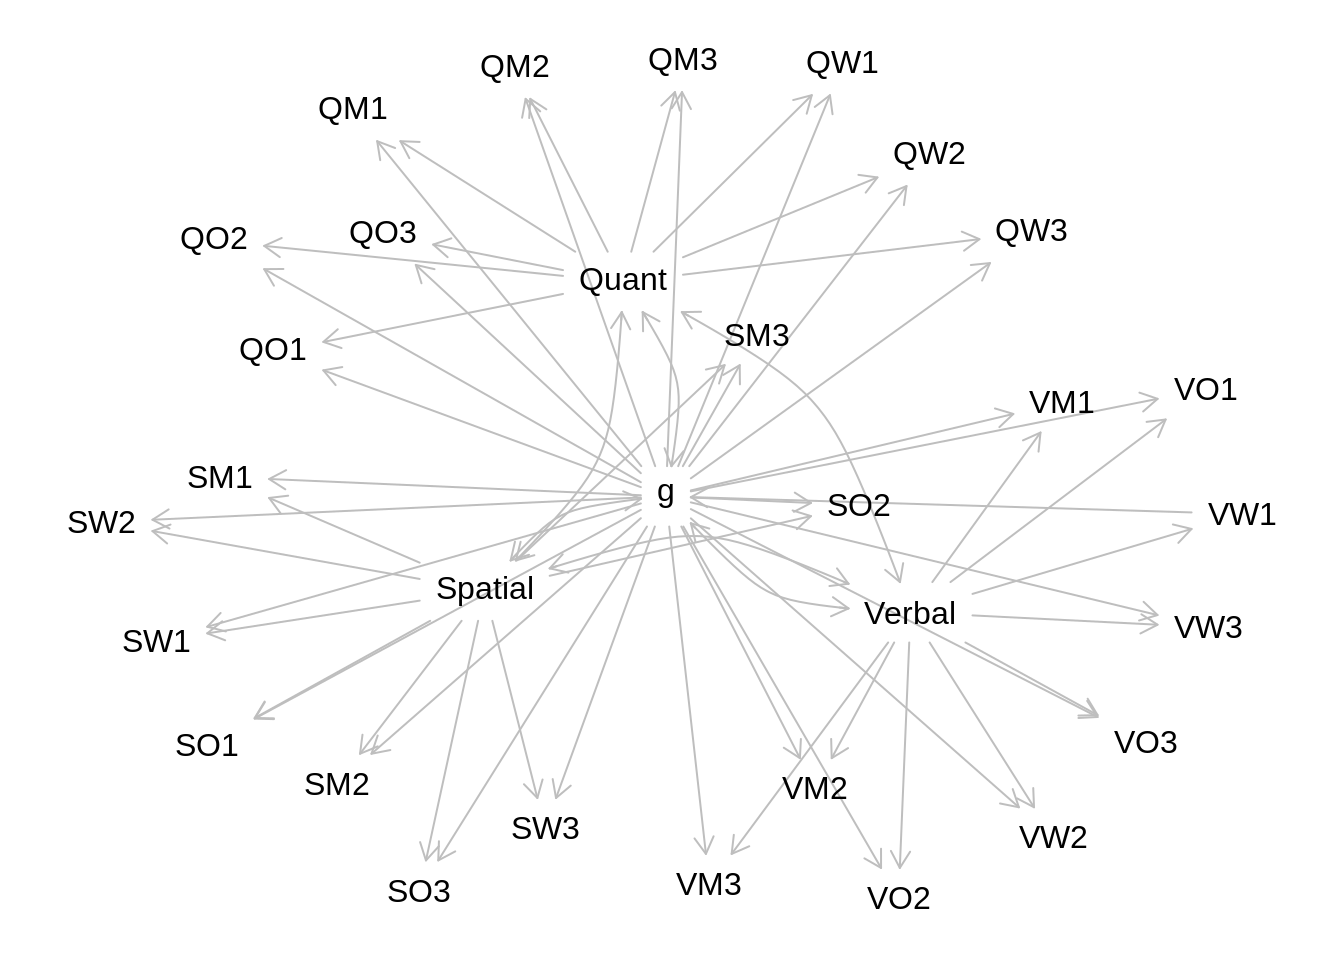 QM3
QW1
QM2
QM1
QW2
QW3
QO3
QO2
Quant
SM3
QO1
VO1
VM1
SM1
g
SO2
VW1
SW2
Spatial
Verbal
VW3
SW1
VO3
SO1
SM2
VM2
SW3
VW2
VM3
SO3
VO2